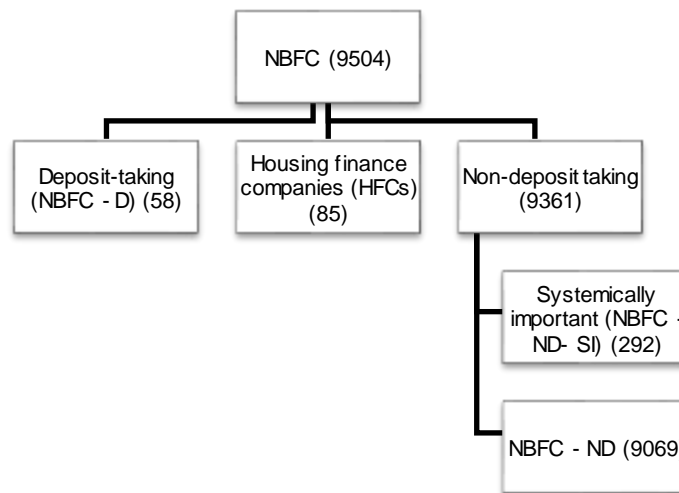 NBFC (9504)
Deposit-taking
(NBFC - D) (58)
Housing finance
companies (HFCs)
(85)
Non-deposit taking
(9361)
Systemically
important (NBFC -
ND- SI) (292)
NBFC - ND (9069